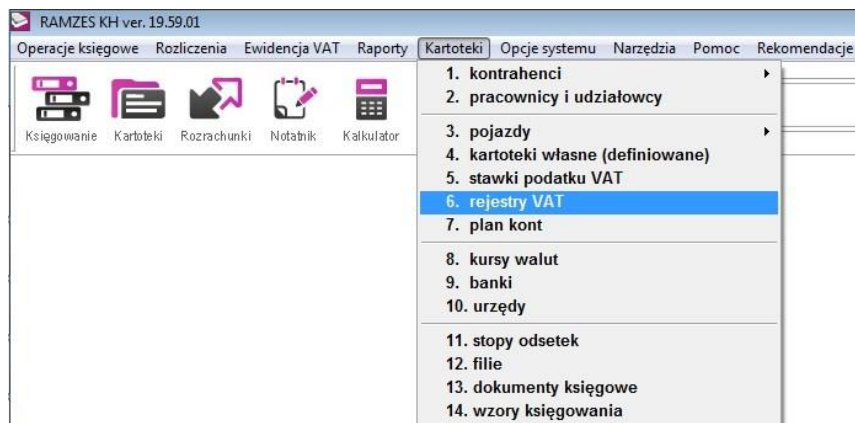 RAMZES KH ver. 19.59.01
Operacje księgowe Rozliczenia Ewidencja VAT Raporty Kartoteki Opcje systemu Narzędzia Pomoc Rekomendacje
Księgowanie Kartoteki Rozrachunki Notatnik Kalkulator
1. kontrahenci
2. pracownicy i udziałowcy
3. pojazdy
4. kartoteki własne (definiowane)
5. stawki podatku VAT
6. rejestry VAT
7. plan kont
8. kursy walut
9. banki
10. urzędy
11. stopy odsetek
12. filie
13. dokumenty księgowe
14. wzory księgowania